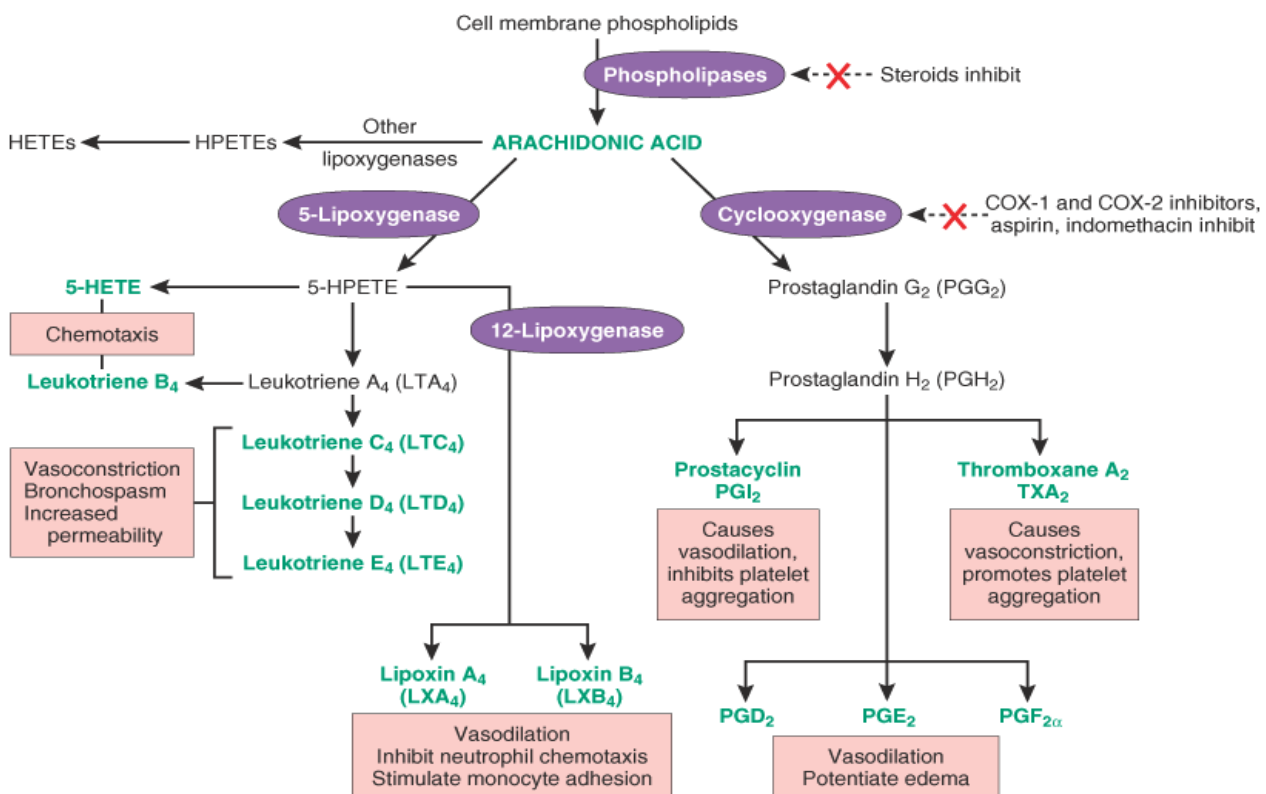 Cell membrane phospholipids
Phospholipases
Steroids inhibit
HETEs
HPETEs
Other
lipoxygenases
ARACHIDONIC ACID
5-Lipoxygenase
Cyclooxygenase
COX-1 and COX-2 inhibitors,
aspirin, indomethacin inhibit
5-HETE
5-HPETE
Prostaglandin G₂ (PGG₂)
Chemotaxis
12-Lipoxygenase
Leukotriene B₄
Leukotriene A₄ (LTA₄)
Prostaglandin H₂ (PGH₂)
Leukotriene C₄ (LTC₄)
Vasoconstriction
Bronchospasm
Increased
permeability
Leukotriene D₄ (LTD₄)
Leukotriene E₄ (LTE₄)
Prostacyclin
PGI₂
Causes
vasodilation,
inhibits platelet
aggregation
Thromboxane A₂
TXA₂
Causes
vasoconstriction,
promotes platelet
aggregation
Lipoxin A₄
(LXA₄)
Lipoxin B₄
(LXB₄)
Vasodilation
Inhibit neutrophil chemotaxis
Stimulate monocyte adhesion
PGD₂
PGE₂
PGF₂α
Vasodilation
Potentiate edema